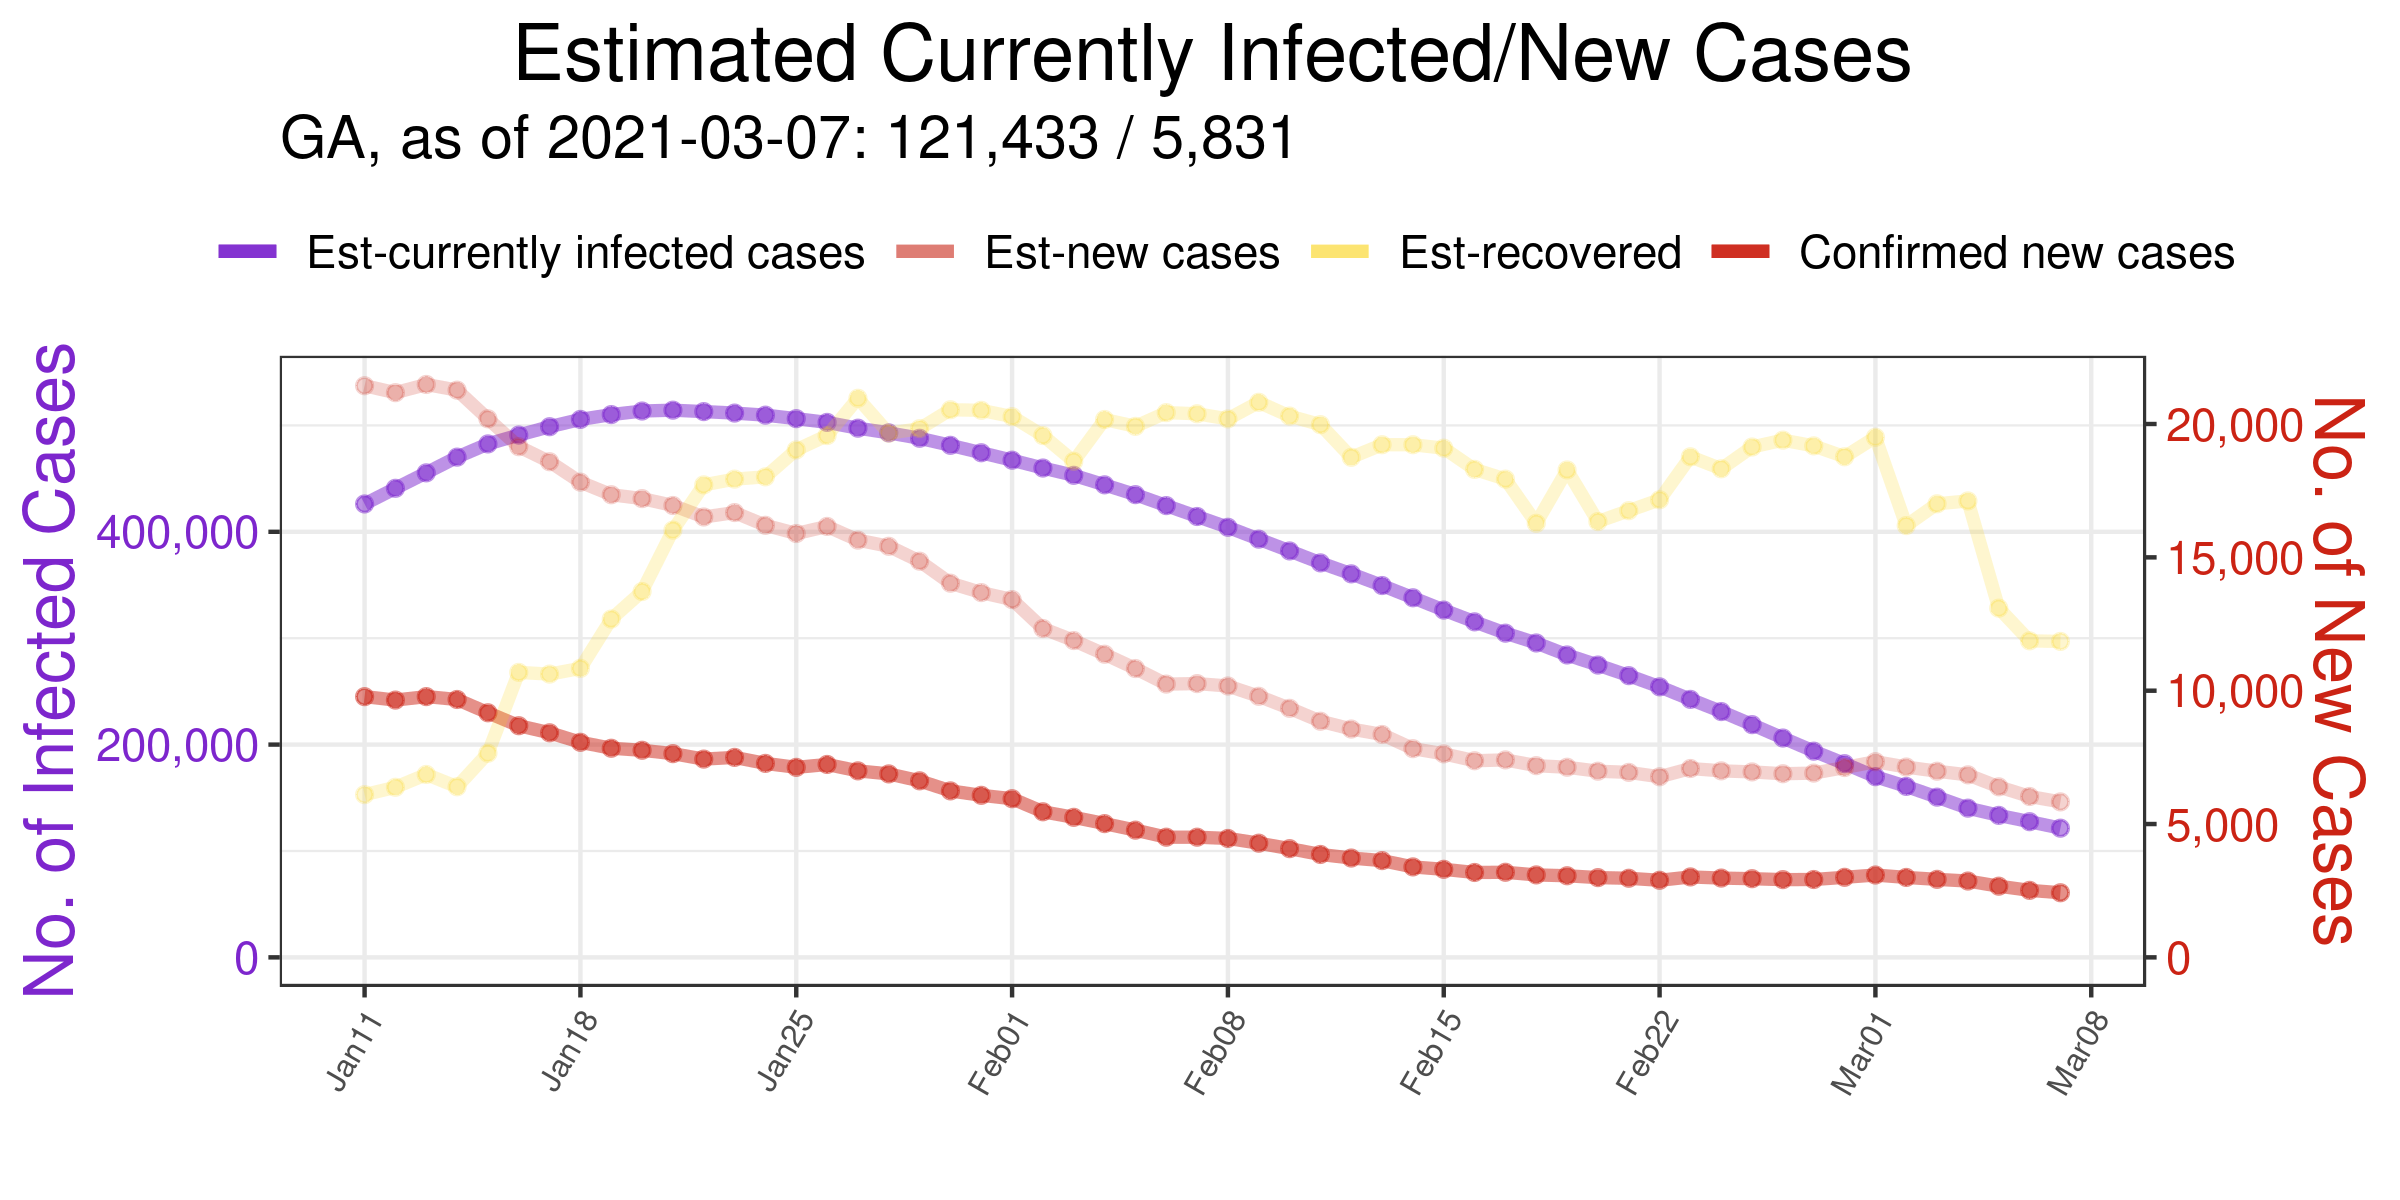 Estimated Currently Infected/New Cases
GA, as of 2021-03-07: 121,433 / 5,831
Est-currently infected cases
Est-new cases
Est-recovered
Confirmed new cases
No. of Infected Cases
400,000
200,000
0
20,000
15,000
10,000
5,000
0
No. of New Cases
Jan11
Jan18
Jan25
Feb01
Feb08
Feb15
Feb22
Mar01
Mar08